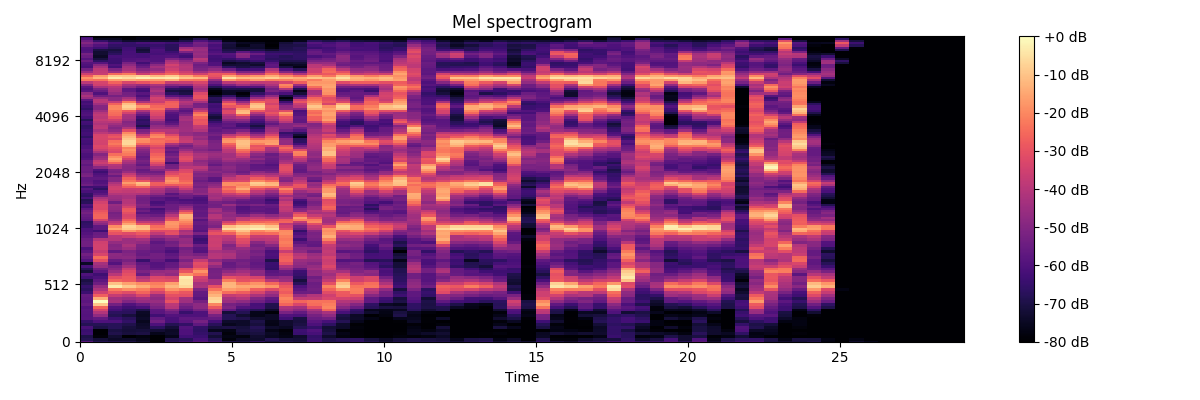 Mel spectrogram
+0 dB
8192
-10 dB
-20 dB
4096
-30 dB
Hz
2048
-40 dB
1024
-50 dB
-60 dB
512
-70 dB
0
-80 dB
0 5 10 15 20 25
Time